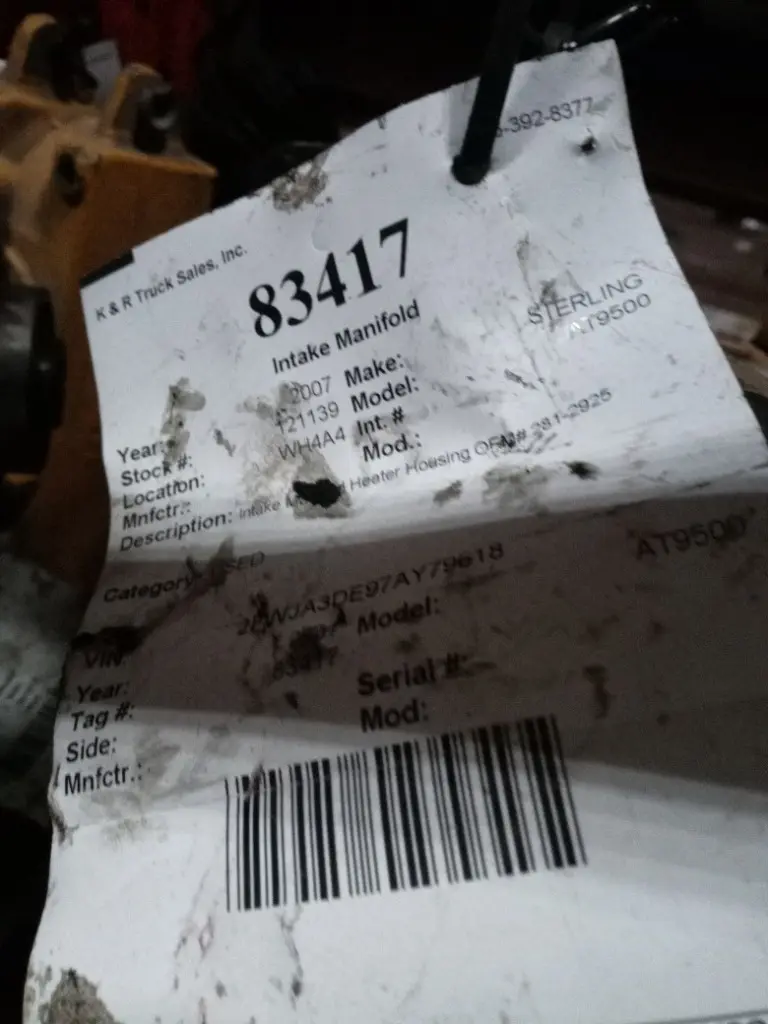 -392-8377
K & R Truck Sales, Inc.
83417
Intake Manifold
Year: 2007 Make: STERLING
Stock #: 121139 Model: AT9500
Location: WH4A4 Int. #
Mnfctr.: Mod.:
Description: Intake Heater Housing OEM# 281-2925
Category: USED
VIN:
Year: Model: AT9500
Tag #: 83417 Serial #:
Side: Mod:
Mnfctr.: